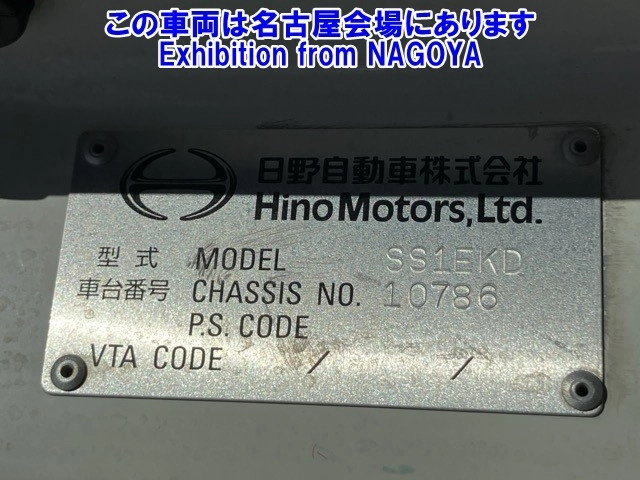 この車両は名古屋会場にあります
Exhibition from NAGOYA
日野自動車株式会社
Hino Motors, Ltd.
型式 MODEL SS1EKD
車台番号 CHASSIS NO. 10786
P.S. CODE
VTA CODE / /